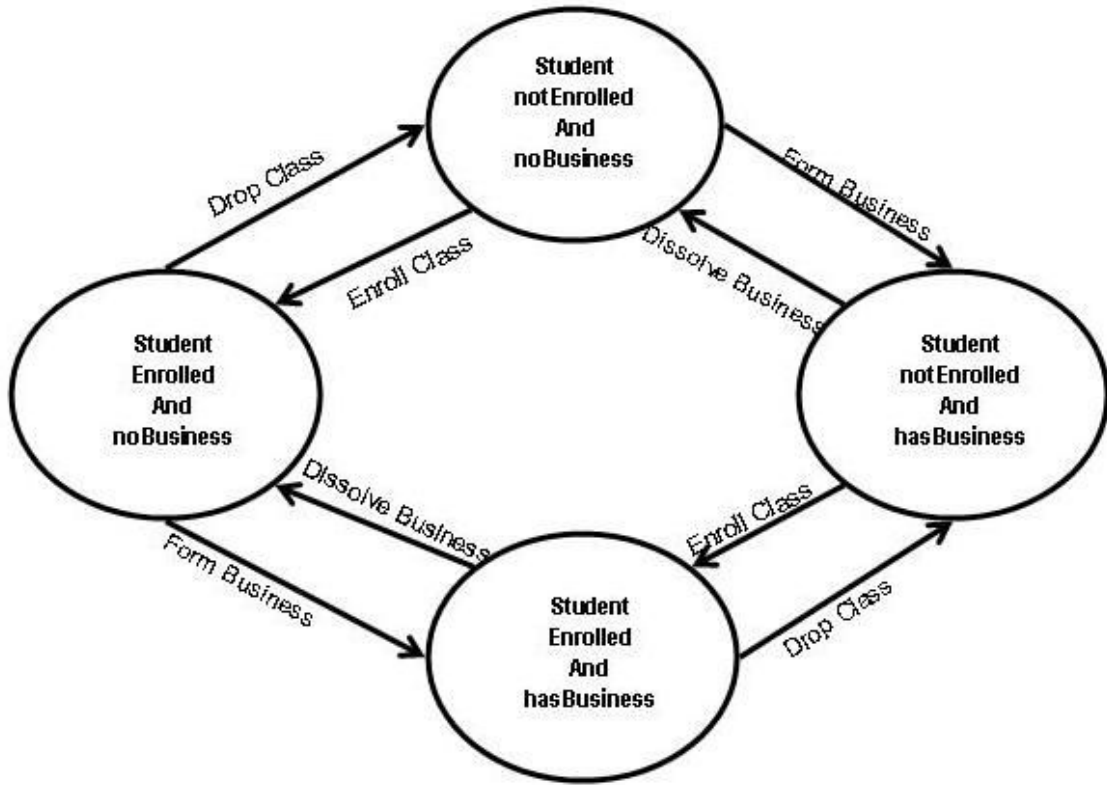 Student
notEnrolled
And
noBusiness
Drop Class
Enroll Class
Form Business
Dissolve Business
Student
Enrolled
And
noBusiness
Student
notEnrolled
And
hasBusiness
Dissolve Business
Form Business
Enroll Class
Drop Class
Student
Enrolled
And
hasBusiness